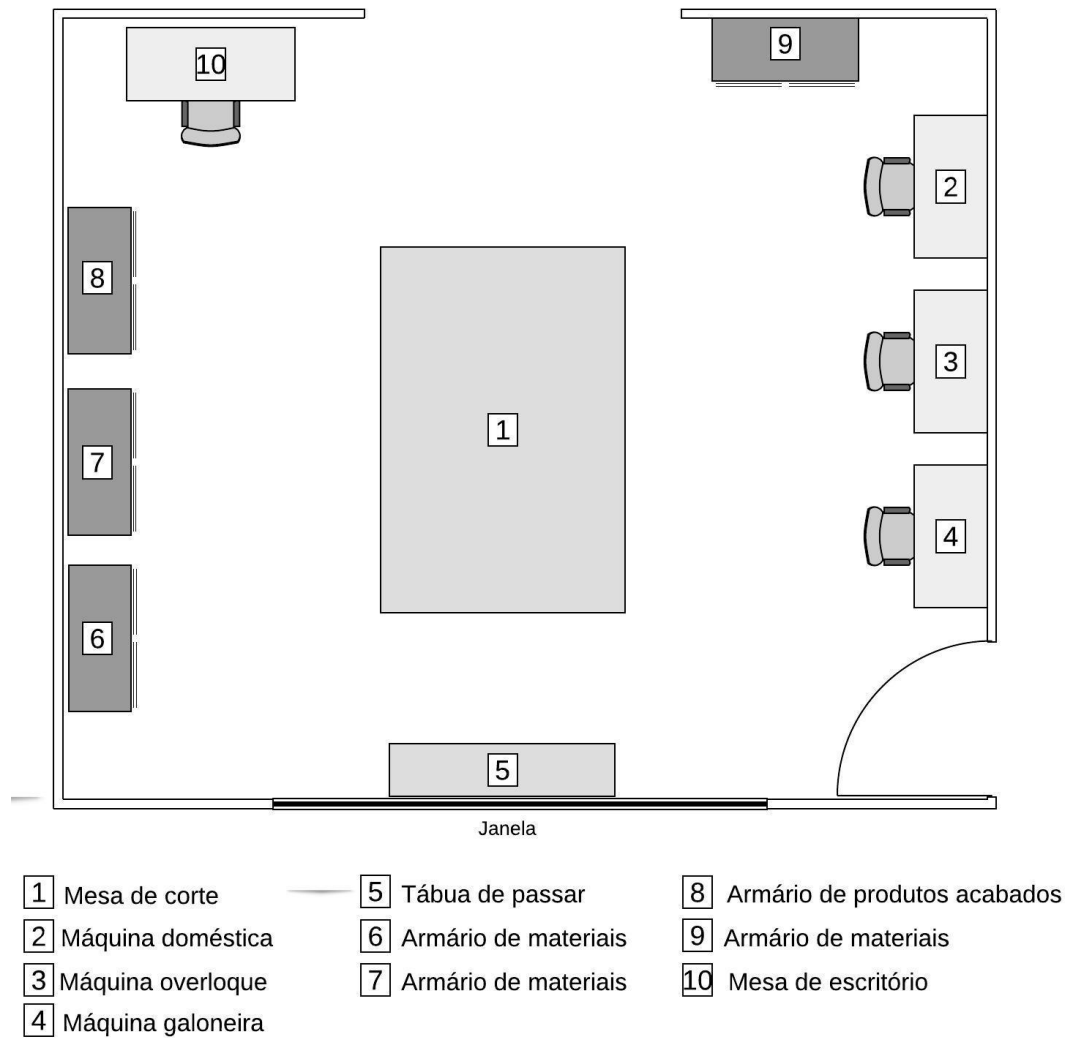 10
9
2
8
3
1
7
4
6
5
Janela
1 Mesa de corte
2 Máquina doméstica
3 Máquina overloque
4 Máquina galoneira
5 Tábua de passar
6 Armário de materiais
7 Armário de materiais
8 Armário de produtos acabados
9 Armário de materiais
10 Mesa de escritório